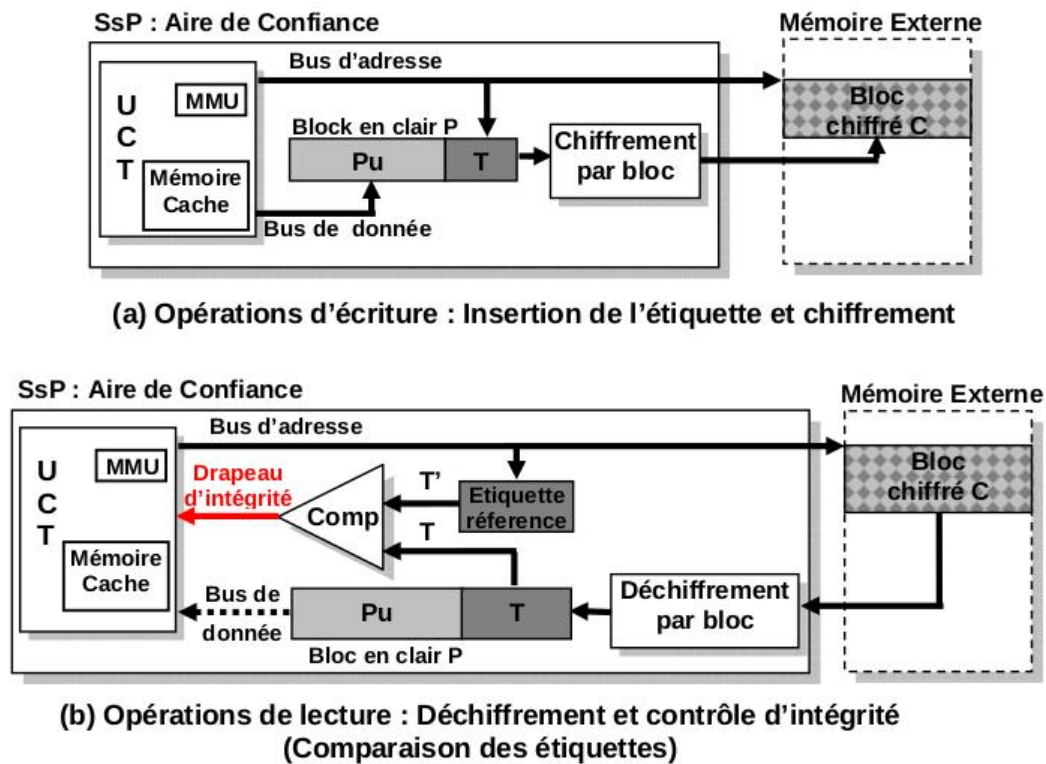 SsP : Aire de Confiance
Mémoire Externe
Bus d'adresse
U
C
T
MMU
Mémoire
Cache
Block en clair P
Pu
T
Chiffrement
par bloc
Bloc
chiffré C
Bus de donnée
(a) Opérations d'écriture : Insertion de l'étiquette et chiffrement
SsP : Aire de Confiance
Mémoire Externe
Bus d'adresse
U
C
T
MMU
Drapeau
d'intégrité
Comp
T'
T
Etiquette
réference
Bloc
chiffré C
Mémoire
Cache
Bus de
donnée
Pu
T
Déchiffrement
par bloc
Bloc en clair P
(b) Opérations de lecture : Déchiffrement et contrôle d'intégrité
(Comparaison des étiquettes)